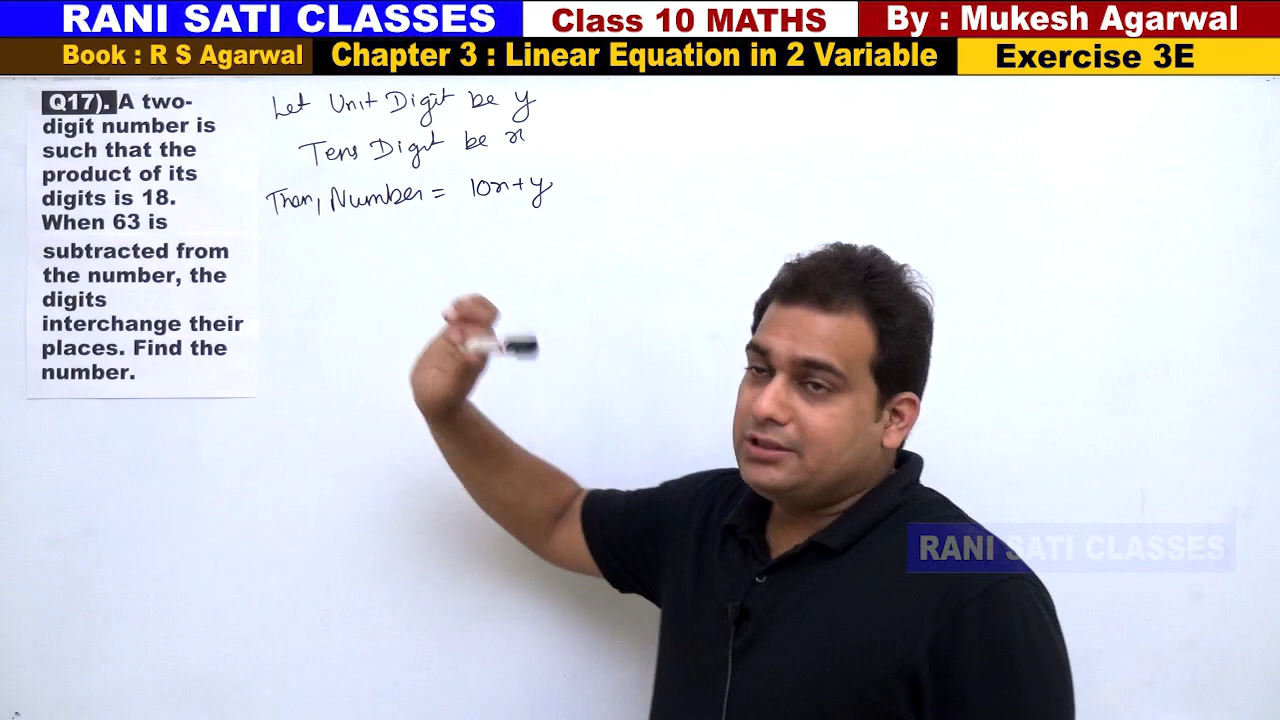 RANI SATI CLASSES
Class 10 MATHS
By : Mukesh Agarwal
Book : R S Agarwal
Chapter 3 : Linear Equation in 2 Variable
Exercise 3E
Q17). A two-
digit number is
such that the
product of its
digits is 18.
When 63 is
subtracted from
the number, the
digits
interchange their
places. Find the
number.
Let Unit Digit be y
Tens Digit be x
Then, Number = 10x+y
RANI SATI CLASSES